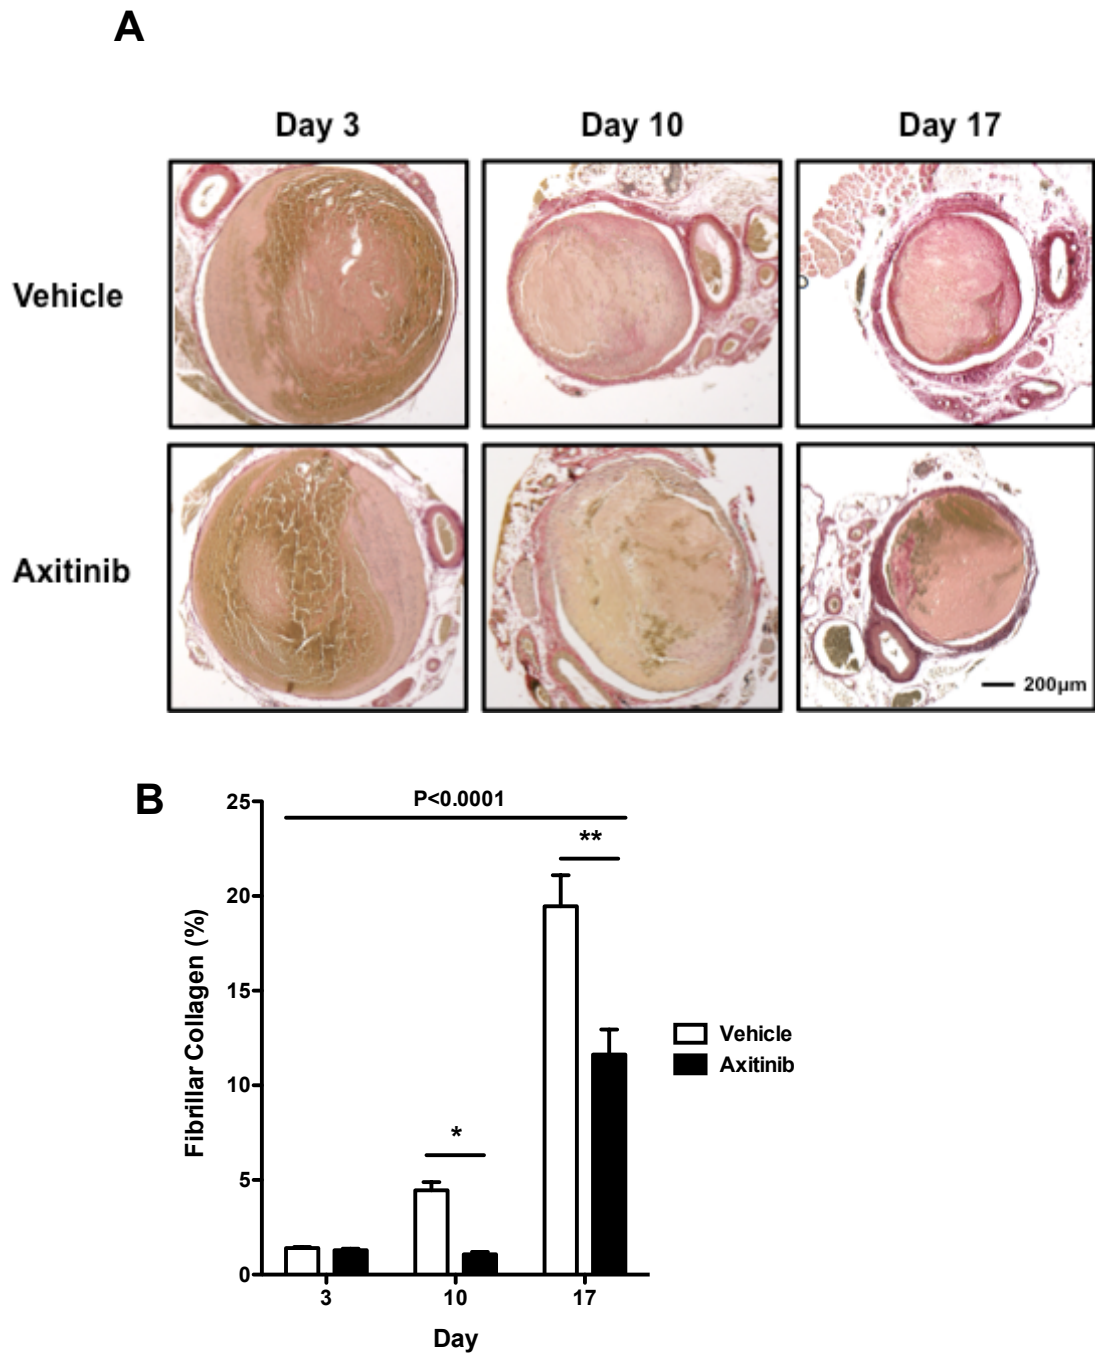 A
Day 3 Day 10 Day 17
Vehicle
Axitinib
200μm
B
P<0.0001
**
*
Fibrillar Collagen (%)
25
20
15
10
5
0
3 10 17
Day
Vehicle
Axitinib